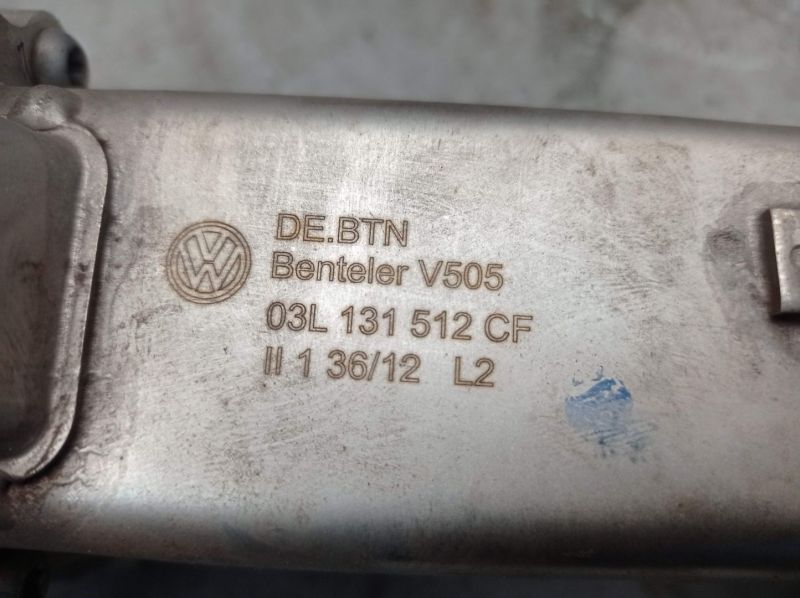 DE.BTN
Benteler V505
03L 131 512 CF
II 1 36/12 L2